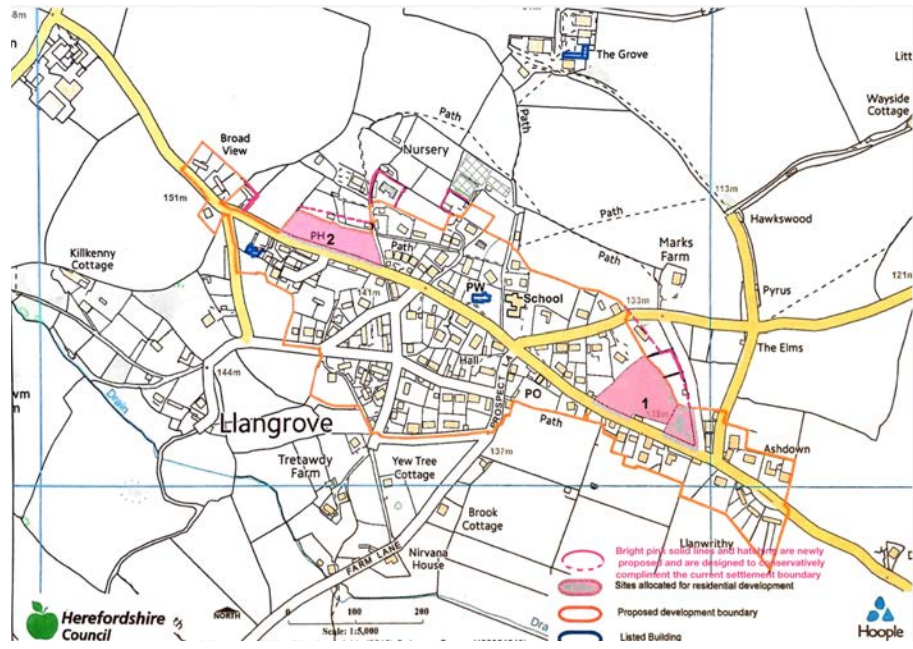 The Grove
Path
Path
Litt
Wayside
Cottage
Broad
View
Nursery
151m
113m
Hawkswood
Path
Path
Marks
Farm
PH 2
Path
Killkenny
Cottage
PW
School
Pyrus
121m
141m
133m
Hall
The Elms
144m
PROSPECT
PO
1
Drain
Llangrove
Path
Ashdown
Tretawdy
Farm
Yew Tree
Cottage
137m
Brook
Cottage
Llanwrithy
FARM LANE
Nirvana
House
Bright pink solid lines and hatching are newly
proposed and are designed to conservatively
compliment the current settlement boundary
Sites allocated for residential development
Proposed development boundary
Listed Building
Herefordshire
Council
NORTH
0 100 200
Scale: 1:5,000
Hoople